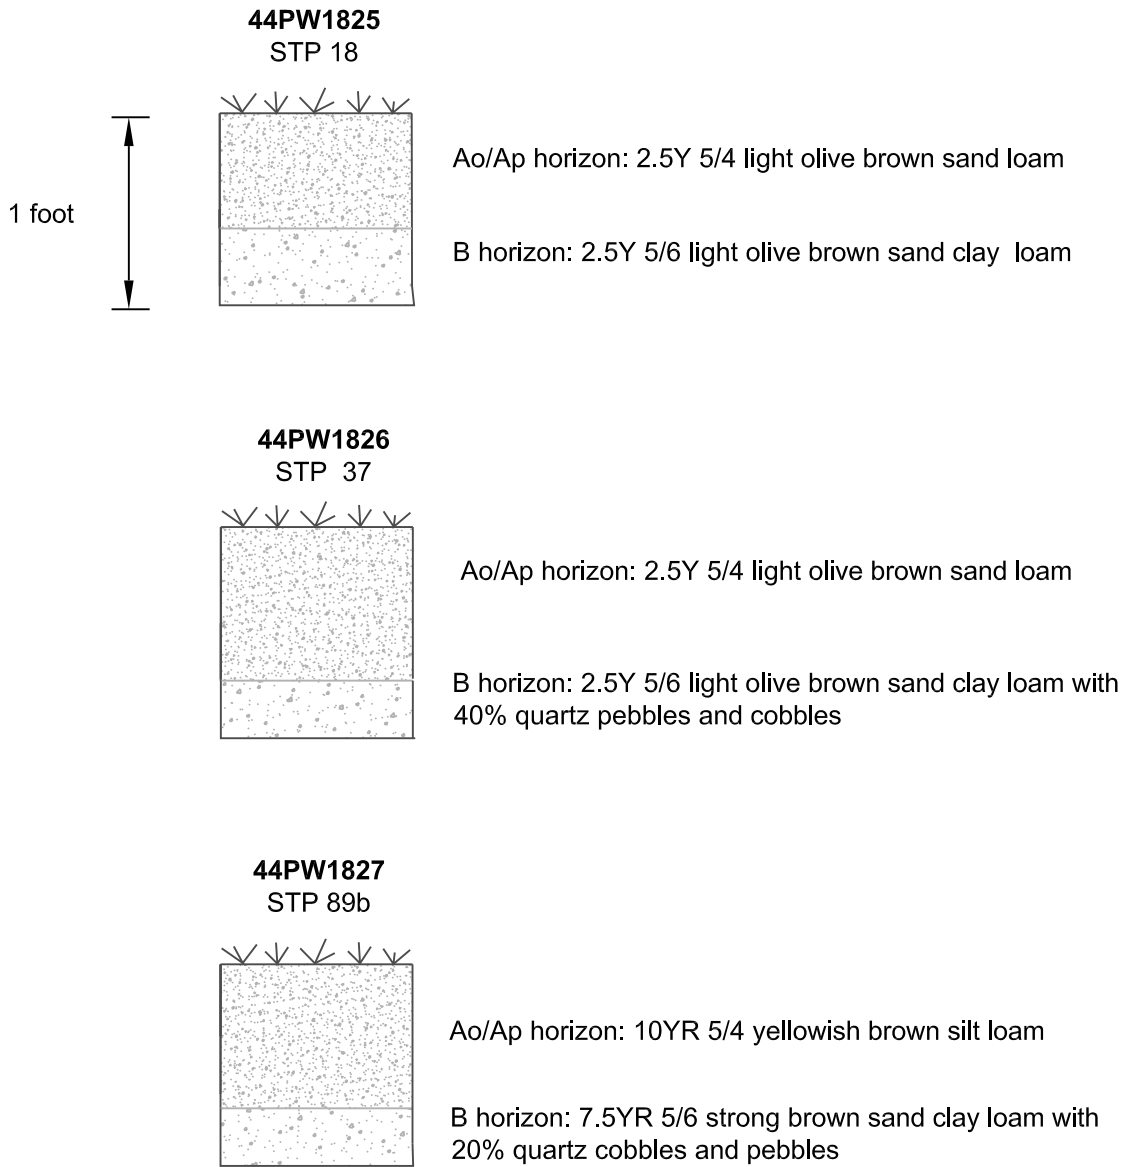 44PW1825
STP 18
1 foot
Ao/Ap horizon: 2.5Y 5/4 light olive brown sand loam
B horizon: 2.5Y 5/6 light olive brown sand clay  loam
44PW1826
STP  37
Ao/Ap horizon: 2.5Y 5/4 light olive brown sand loam
B horizon: 2.5Y 5/6 light olive brown sand clay loam with
40% quartz pebbles and cobbles
44PW1827
STP 89b
Ao/Ap horizon: 10YR 5/4 yellowish brown silt loam
B horizon: 7.5YR 5/6 strong brown sand clay loam with
20% quartz cobbles and pebbles